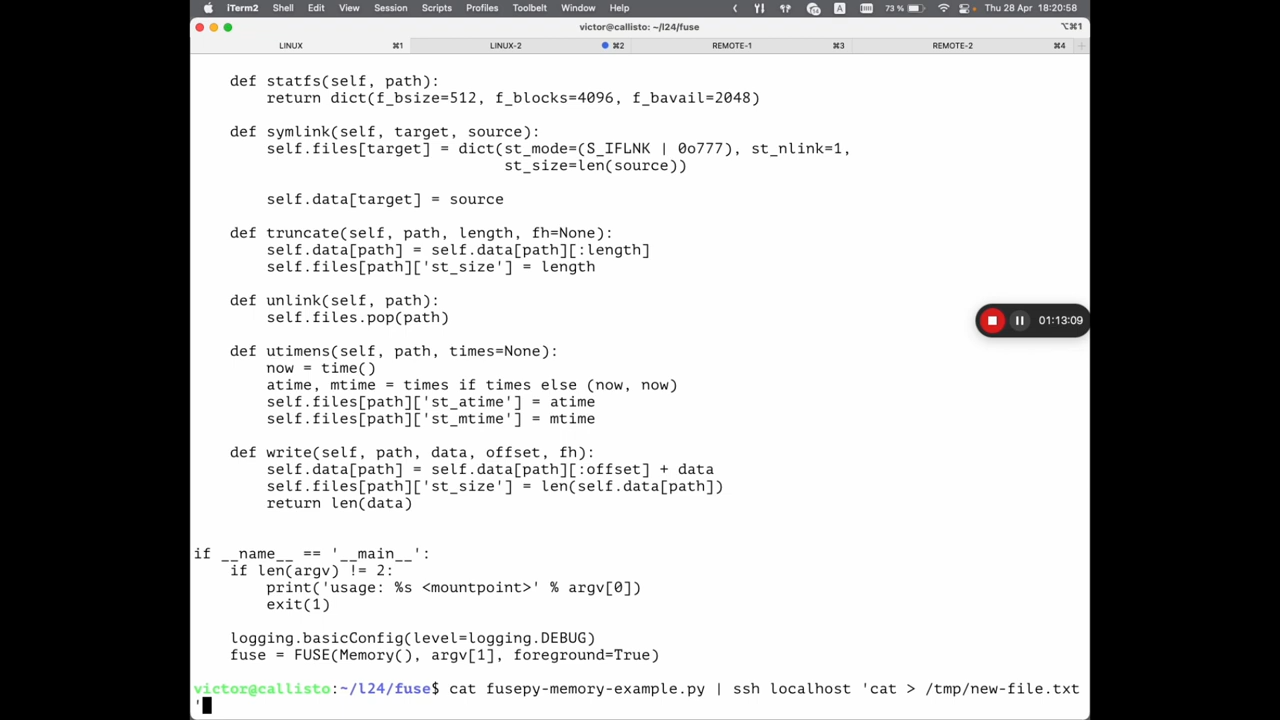 iTerm2 Shell Edit View Session Scripts Profiles Toolbelt Window Help 73 % Thu 28 Apr 18:20:58
victor@callisto:~/l24/fuse ⌥⌘1
LINUX ⌘1 LINUX-2 ⌘2 REMOTE-1 ⌘3 REMOTE-2 ⌘4
    def statfs(self, path):
        return dict(f_bsize=512, f_blocks=4096, f_bavail=2048)
    def symlink(self, target, source):
        self.files[target] = dict(st_mode=(S_IFLNK | 0o777), st_nlink=1,
                                  st_size=len(source))
        self.data[target] = source
    def truncate(self, path, length, fh=None):
        self.data[path] = self.data[path][:length]
        self.files[path]['st_size'] = length
    def unlink(self, path):
        self.files.pop(path)
    def utimens(self, path, times=None):
        now = time()
        atime, mtime = times if times else (now, now)
        self.files[path]['st_atime'] = atime
        self.files[path]['st_mtime'] = mtime
    def write(self, path, data, offset, fh):
        self.data[path] = self.data[path][:offset] + data
        self.files[path]['st_size'] = len(self.data[path])
        return len(data)
if __name__ == '__main__':
    if len(argv) != 2:
        print('usage: %s <mountpoint>' % argv[0])
        exit(1)
    logging.basicConfig(level=logging.DEBUG)
    fuse = FUSE(Memory(), argv[1], foreground=True)
victor@callisto:~/l24/fuse$ cat fusepy-memory-example.py | ssh localhost 'cat > /tmp/new-file.txt
'
01:13:09